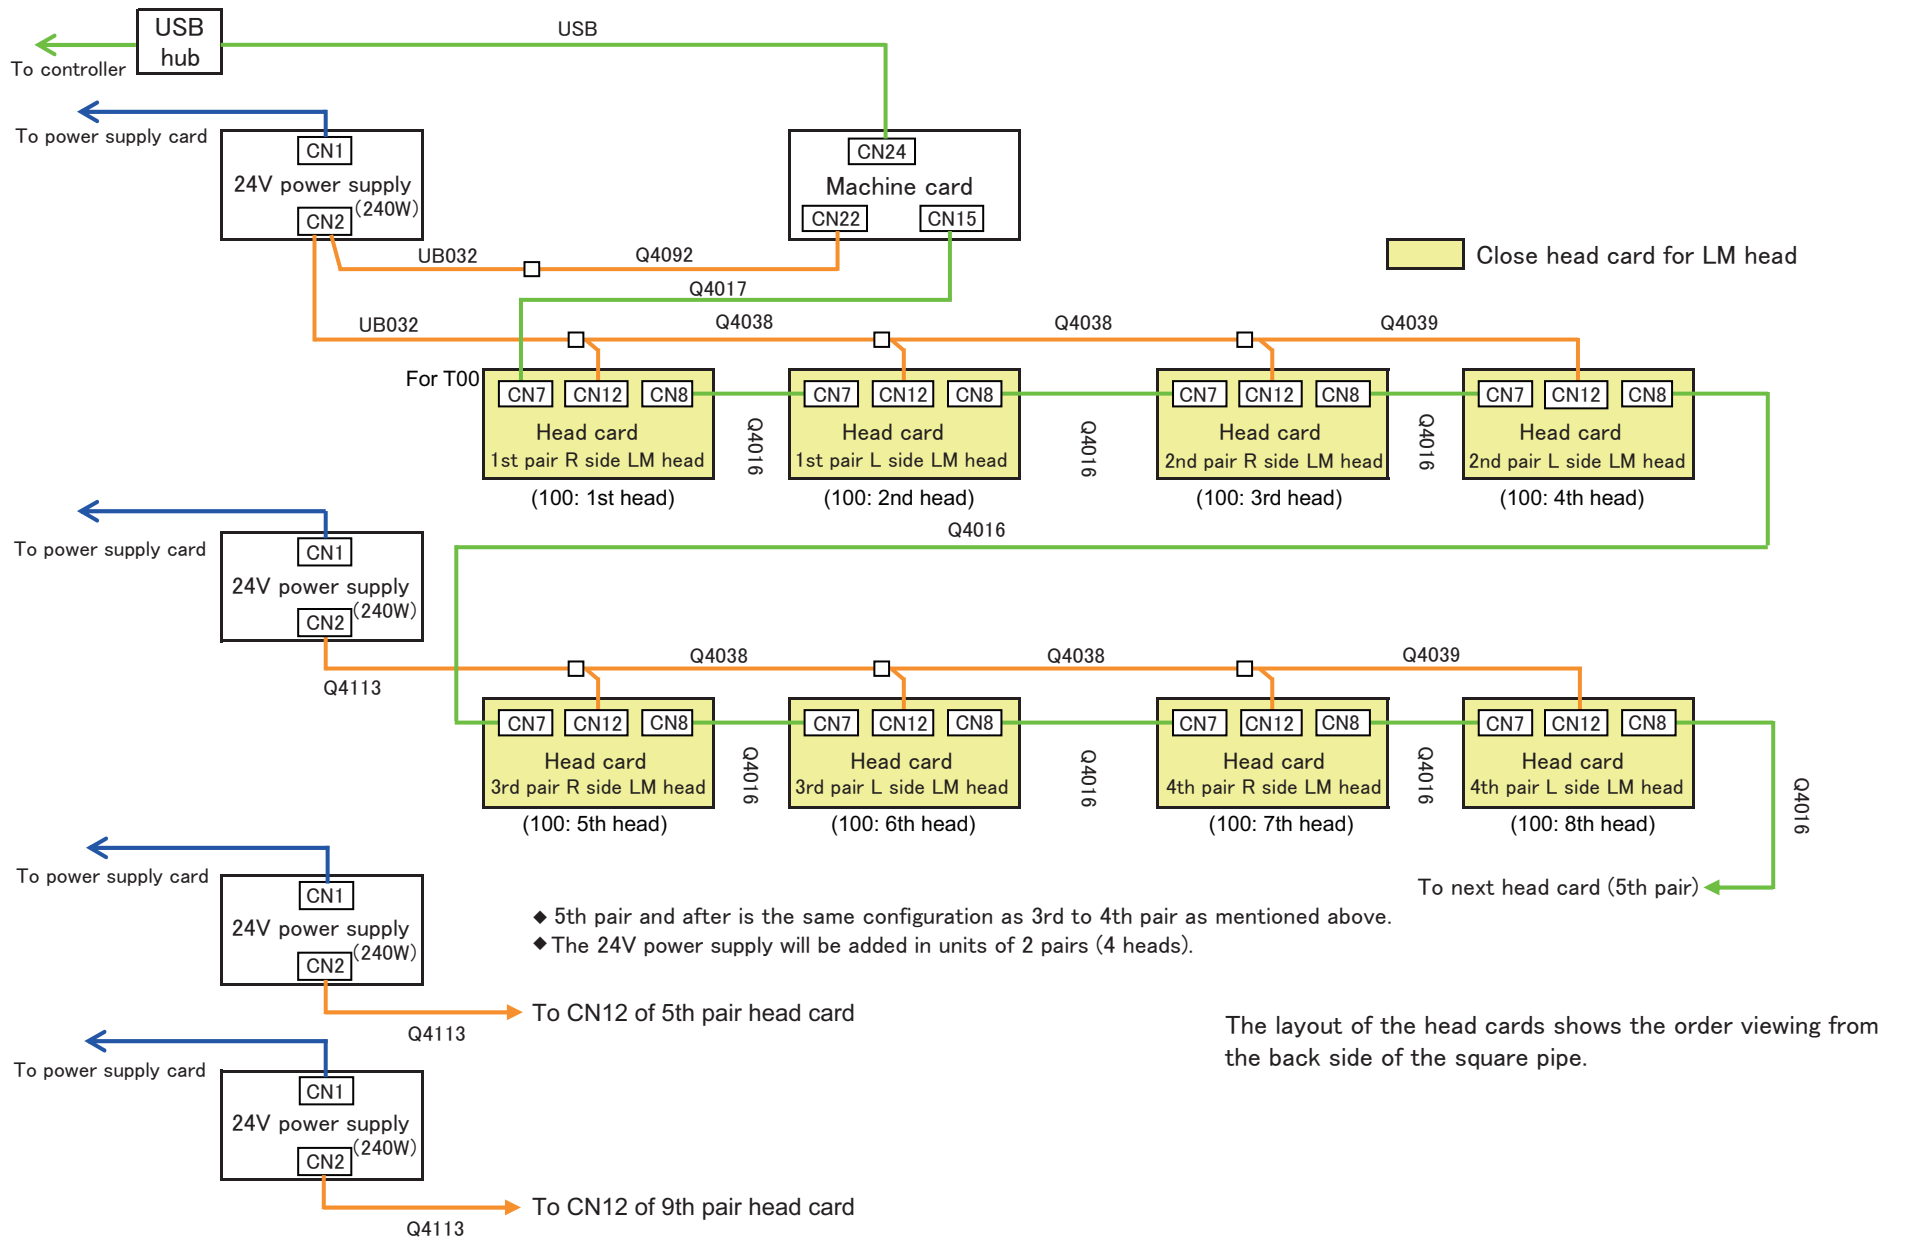 USB
hub
USB
To controller
To power supply card
CN1
24V power supply
(240W)
CN2
CN24
Machine card
CN22
CN15
UB032
Q4092
Q4017
Close head card for LM head
UB032
Q4038
Q4038
Q4039
For T00
CN7
CN12
CN8
Head card
1st pair R side LM head
(100: 1st head)
Q4016
CN7
CN12
CN8
Head card
1st pair L side LM head
(100: 2nd head)
Q4016
CN7
CN12
CN8
Head card
2nd pair R side LM head
(100: 3rd head)
Q4016
CN7
CN12
CN8
Head card
2nd pair L side LM head
(100: 4th head)
Q4016
To power supply card
CN1
24V power supply
(240W)
CN2
Q4113
Q4038
Q4038
Q4039
CN7
CN12
CN8
Head card
3rd pair R side LM head
(100: 5th head)
Q4016
CN7
CN12
CN8
Head card
3rd pair L side LM head
(100: 6th head)
Q4016
CN7
CN12
CN8
Head card
4th pair R side LM head
(100: 7th head)
Q4016
CN7
CN12
CN8
Head card
4th pair L side LM head
(100: 8th head)
Q4016
To next head card (5th pair)
To power supply card
CN1
24V power supply
(240W)
CN2
Q4113
To CN12 of 5th pair head card
◆ 5th pair and after is the same configuration as 3rd to 4th pair as mentioned above.
◆ The 24V power supply will be added in units of 2 pairs (4 heads).
The layout of the head cards shows the order viewing from
the back side of the square pipe.
To power supply card
CN1
24V power supply
(240W)
CN2
Q4113
To CN12 of 9th pair head card